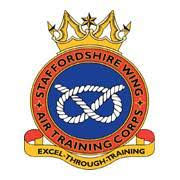 STAFFORDSHIRE WING
AIR TRAINING CORPS
EXCEL-THROUGH-TRAINING